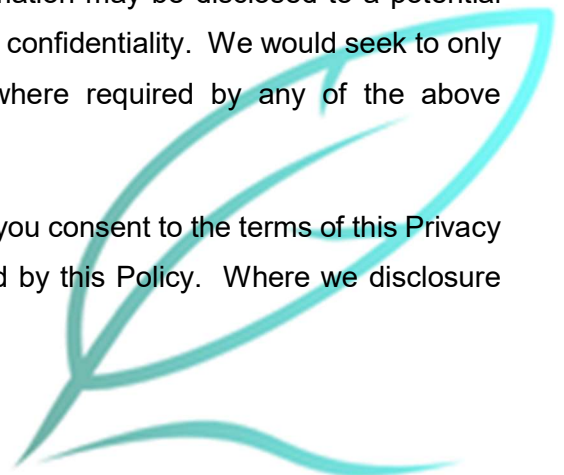 mation may be disclosed to a potential
confidentiality. We would seek to only
where required by any of the above
you consent to the terms of this Privacy
d by this Policy. Where we disclosure